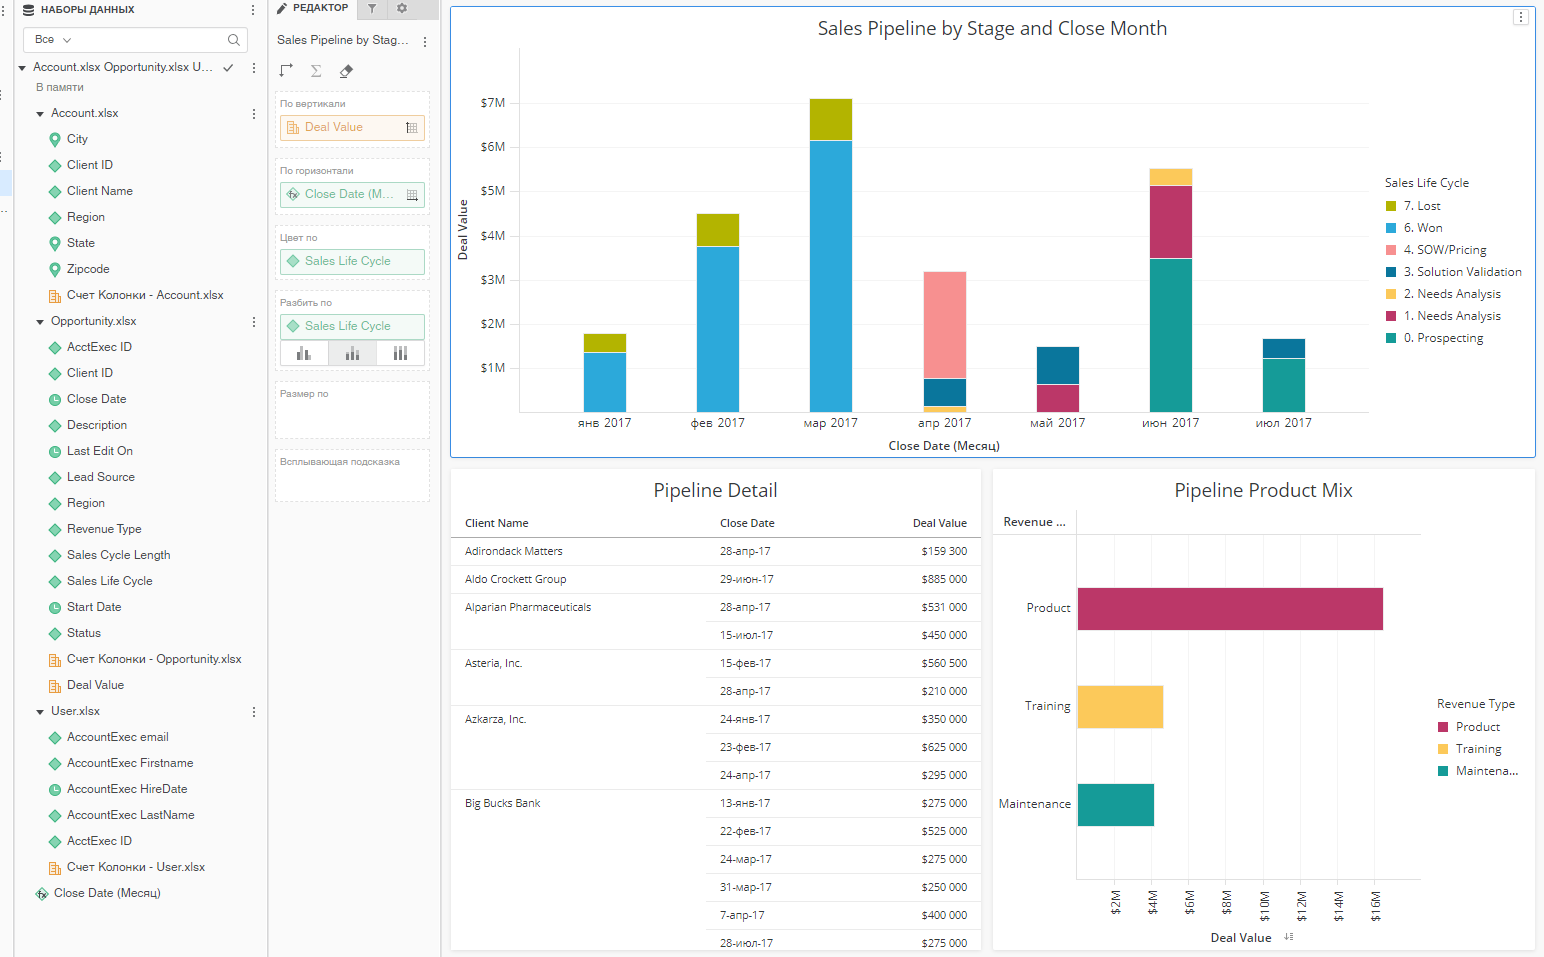 НАБОРЫ ДАННЫХ
Все
Account.xlsx Opportunity.xlsx U...
В памяти
Account.xlsx
City
Client ID
Client Name
Region
State
Zipcode
Счет Колонки - Account.xlsx
Opportunity.xlsx
AcctExec ID
Client ID
Close Date
Description
Last Edit On
Lead Source
Region
Revenue Type
Sales Cycle Length
Sales Life Cycle
Start Date
Status
Счет Колонки - Opportunity.xlsx
Deal Value
User.xlsx
AccountExec email
AccountExec Firstname
AccountExec HireDate
AccountExec LastName
AcctExec ID
Счет Колонки - User.xlsx
Close Date (Месяц)
РЕДАКТОР
Sales Pipeline by Stag...
По вертикали
Deal Value
По горизонтали
Close Date (М...
Цвет по
Sales Life Cycle
Разбить по
Sales Life Cycle
Размер по
Всплывающая подсказка
Sales Pipeline by Stage and Close Month
Deal Value
$7M
$6M
$5M
$4M
$3M
$2M
$1M
янв 2017 фев 2017 мар 2017 апр 2017 май 2017 июн 2017 июл 2017
Close Date (Месяц)
Sales Life Cycle
7. Lost
6. Won
4. SOW/Pricing
3. Solution Validation
2. Needs Analysis
1. Needs Analysis
0. Prospecting
Pipeline Detail
Client Name Close Date Deal Value
Adirondack Matters 28-апр-17 $159 300
Aldo Crockett Group 29-июн-17 $885 000
Alparian Pharmaceuticals 28-апр-17 $531 000
15-июл-17 $450 000
Asteria, Inc. 15-фев-17 $560 500
28-апр-17 $210 000
Azkarza, Inc. 24-янв-17 $350 000
23-фев-17 $625 000
24-апр-17 $295 000
Big Bucks Bank 13-янв-17 $275 000
22-фев-17 $525 000
24-мар-17 $275 000
31-мар-17 $250 000
7-апр-17 $400 000
28-июл-17 $275 000
Pipeline Product Mix
Revenue ...
Product
Training
Maintenance
$2M $4M $6M $8M $10M $12M $14M $16M
Deal Value
Revenue Type
Product
Training
Maintena...